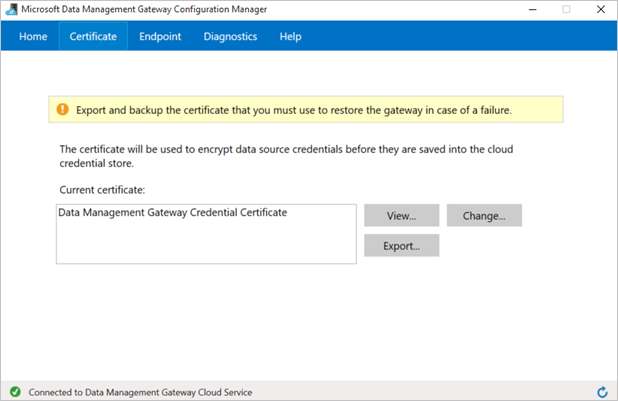 Microsoft Data Management Gateway Configuration Manager
Home Certificate Endpoint Diagnostics Help
Export and backup the certificate that you must use to restore the gateway in case of a failure.
The certificate will be used to encrypt data source credentials before they are saved into the cloud
credential store.
Current certificate:
Data Management Gateway Credential Certificate
View... Change...
Export...
Connected to Data Management Gateway Cloud Service